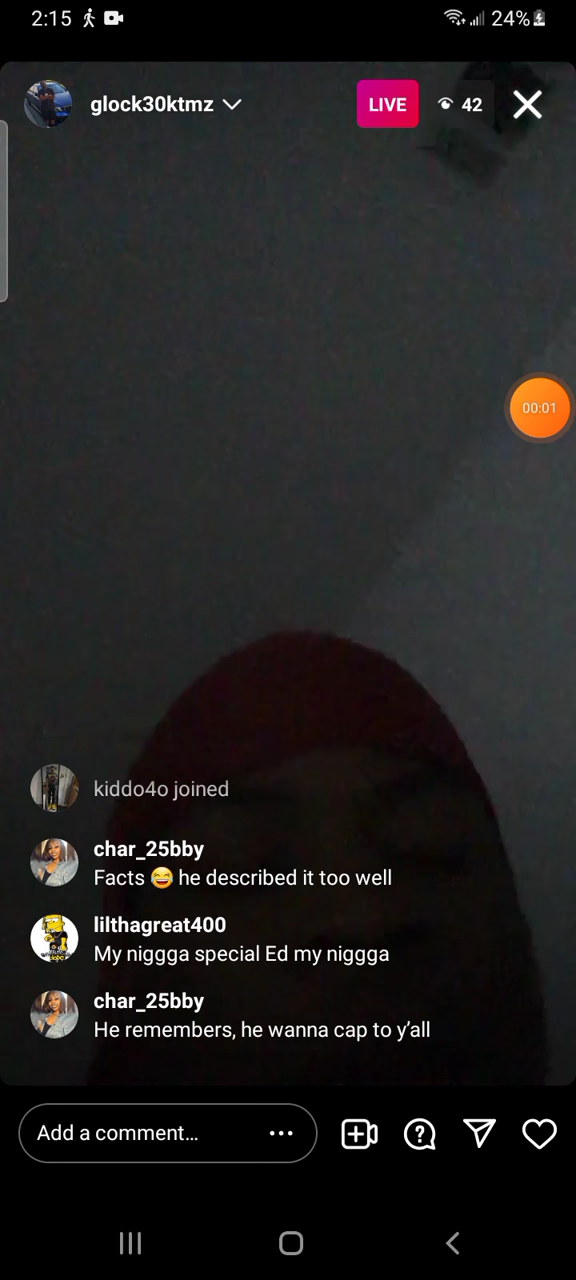 2:15 24%
glock30ktmz LIVE 42
00:01
kiddo4o joined
char_25bby
Facts 😂 he described it too well
lilthagreat400
My niggga special Ed my niggga
char_25bby
He remembers, he wanna cap to y'all
Add a comment...